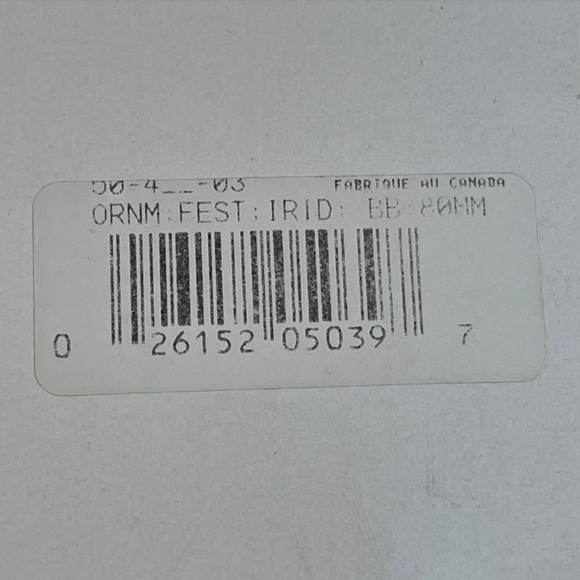 FABRIQUE AU CANADA
ORNM:FEST:IRID: BB 80MM
0 26152 05039 7